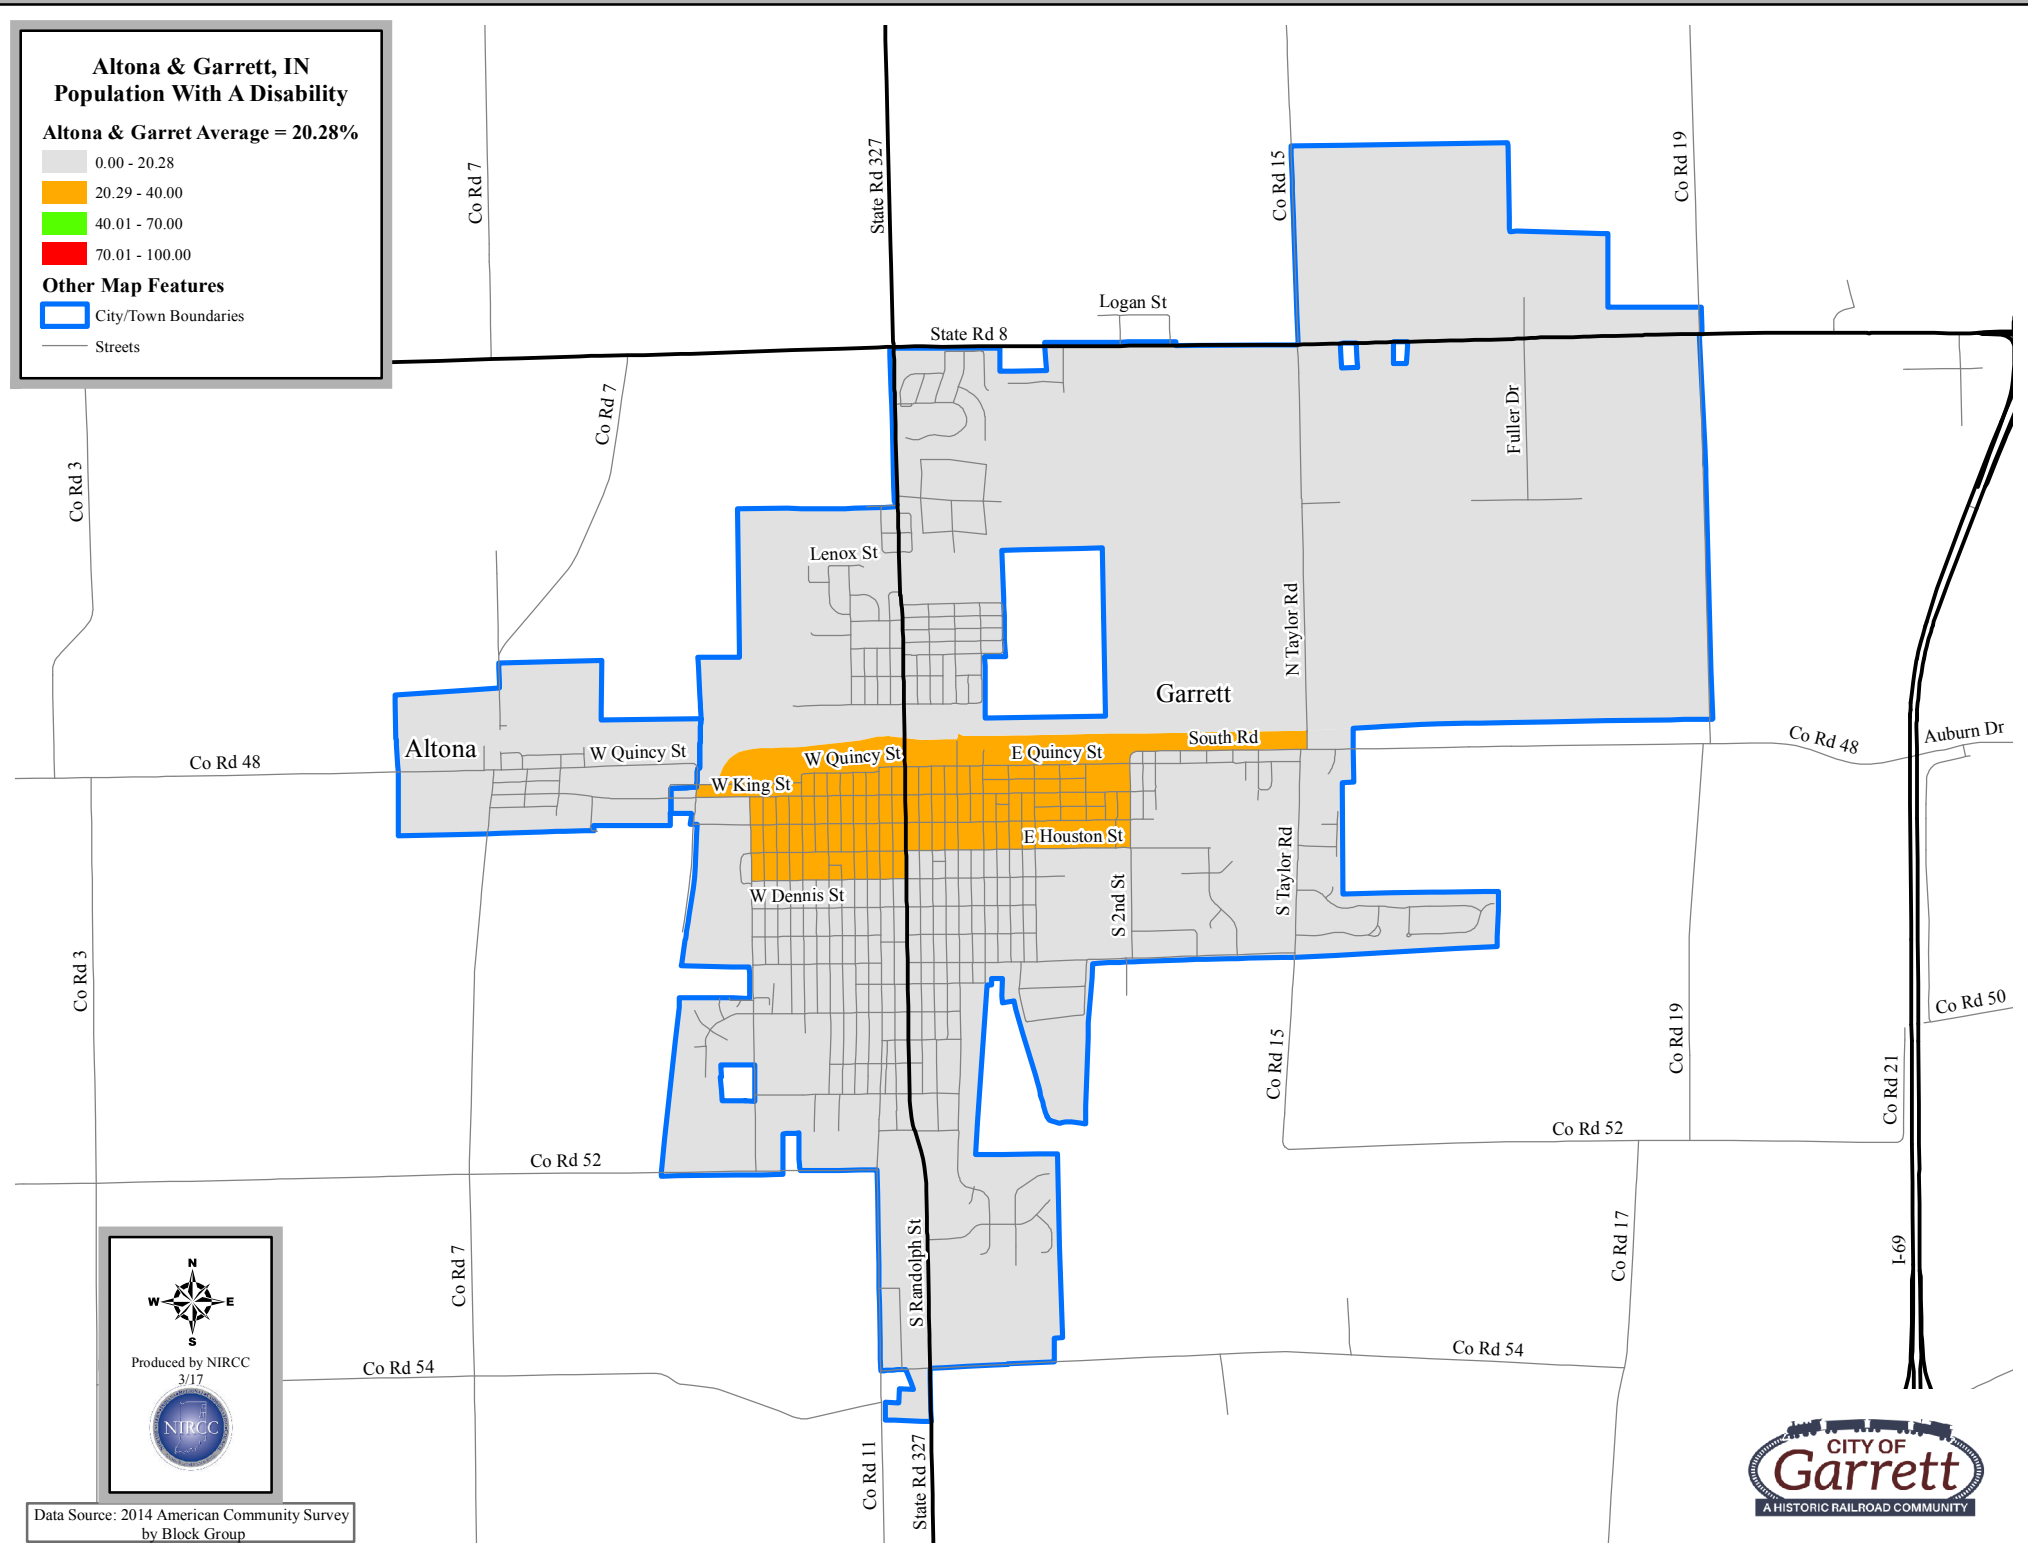 Altona & Garrett, IN
Population With A Disability
Altona & Garret Average = 20.28%
0.00 - 20.28
20.29 - 40.00
40.01 - 70.00
70.01 - 100.00
Other Map Features
City/Town Boundaries
Streets
Co Rd 7
State Rd 327
Co Rd 15
Co Rd 19
Logan St
State Rd 8
Co Rd 7
Fuller Dr
Co Rd 3
Lenox St
N Taylor Rd
Garrett
Altona
W Quincy St
W Quincy St
E Quincy St
South Rd
Co Rd 48
Auburn Dr
Co Rd 48
W King St
E Houston St
W Dennis St
S 2nd St
S Taylor Rd
Co Rd 3
Co Rd 50
Co Rd 15
Co Rd 19
Co Rd 21
Co Rd 52
Co Rd 52
S Randolph St
Co Rd 7
Co Rd 17
I-69
N
W
E
S
Produced by NIRCC
3/17
NIRCC
Co Rd 54
Co Rd 54
Co Rd 11
State Rd 327
CITY OF
Garrett
A HISTORIC RAILROAD COMMUNITY
Data Source: 2014 American Community Survey
by Block Group